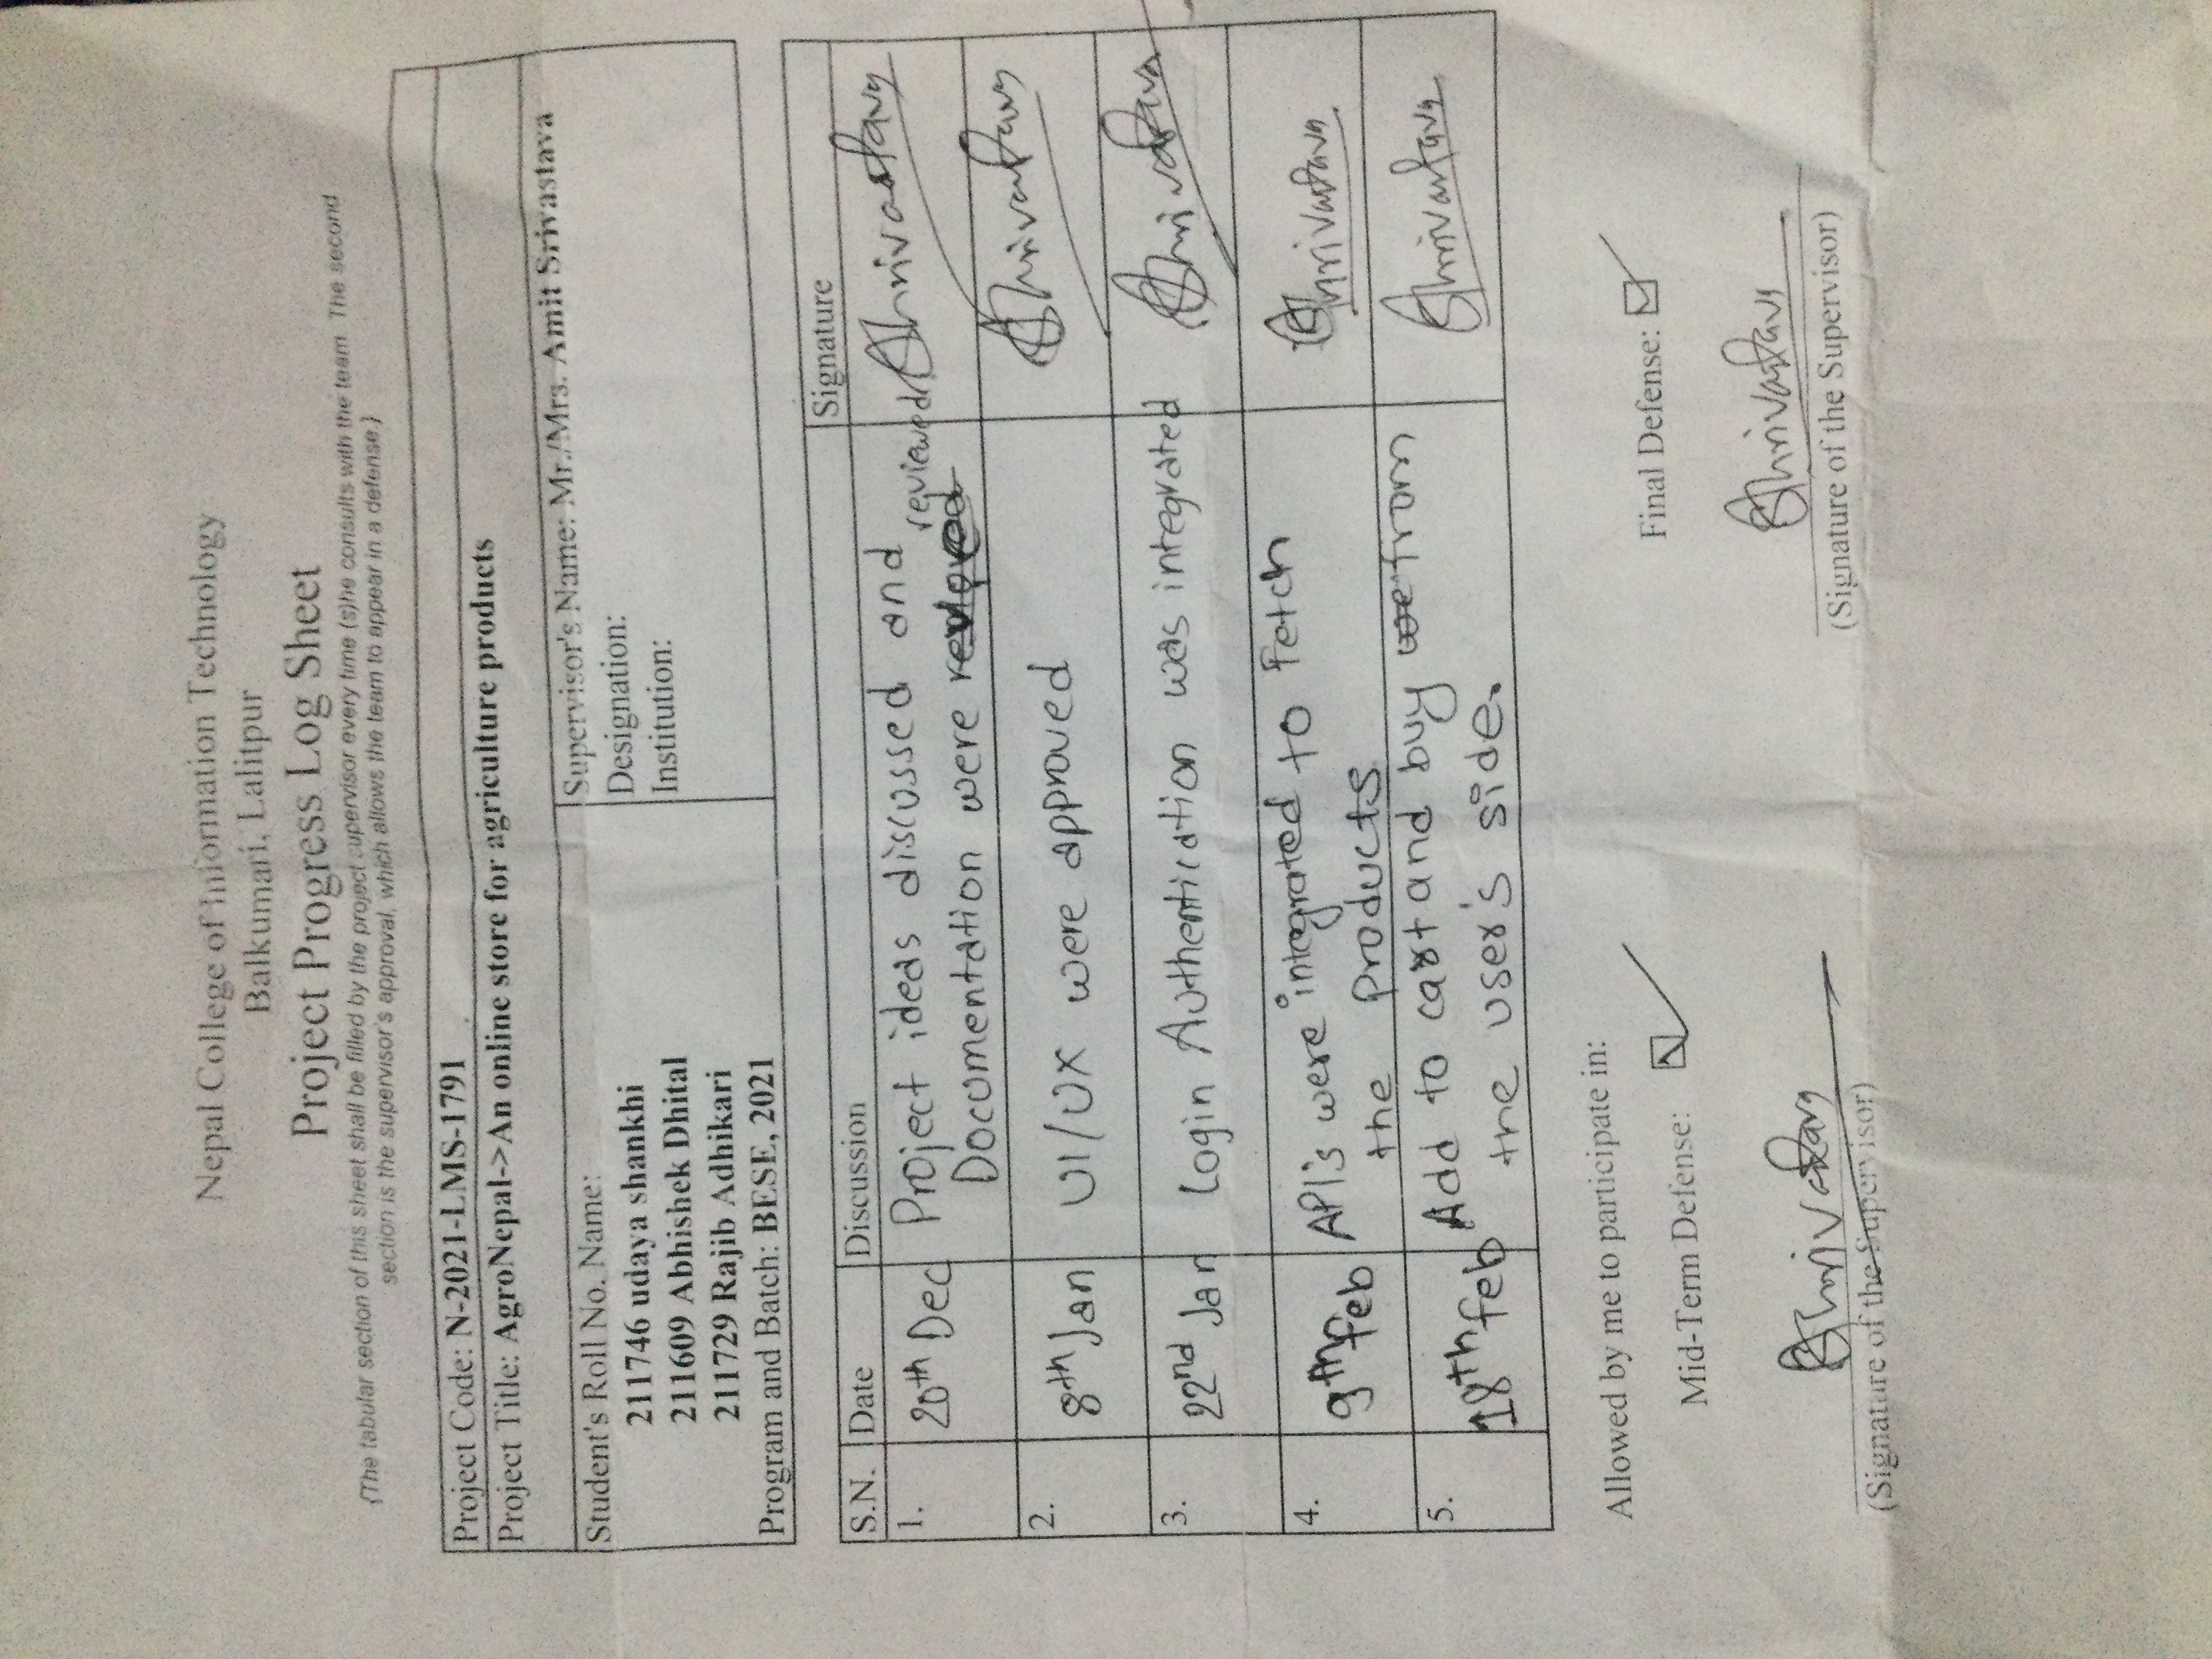 Nepal College of Information Technology
Balkumari, Lalitpur
Project Progress Log Sheet
{The tabular section of this sheet shall be filled by the project supervisor every time (s)he consults with the team. The second
section is the supervisor's approval, which allows the team to appear in a defense.}
Project Code: N-2021-LMS-1791
Project Title: AgroNepal->An online store for agriculture products
Student's Roll No. Name:
211746 udaya shankhi
211609 Abhishek Dhital
211729 Rajib Adhikari
Program and Batch: BESE, 2021
Supervisor's Name: Mr./Mrs. Amit Srivastava
Designation:
Institution:
S.N. Date Discussion Signature
1. 20th Dec Project ideas discussed and
Documentation were reviewed
Shrivastava
2. 8th Jan UI/UX were approved Shrivastava
3. 22nd Jan Login Authentication was integrated Shrivastava
4. 9th Feb API's were integrated to fetch
the products
Shrivastava
5. 18th feb Add to cart and buy from
the user's side.
Shrivastava
Allowed by me to participate in:
Mid-Term Defense: Final Defense:
Shrivastava Shrivastava
(Signature of the Supervisor) (Signature of the Supervisor)